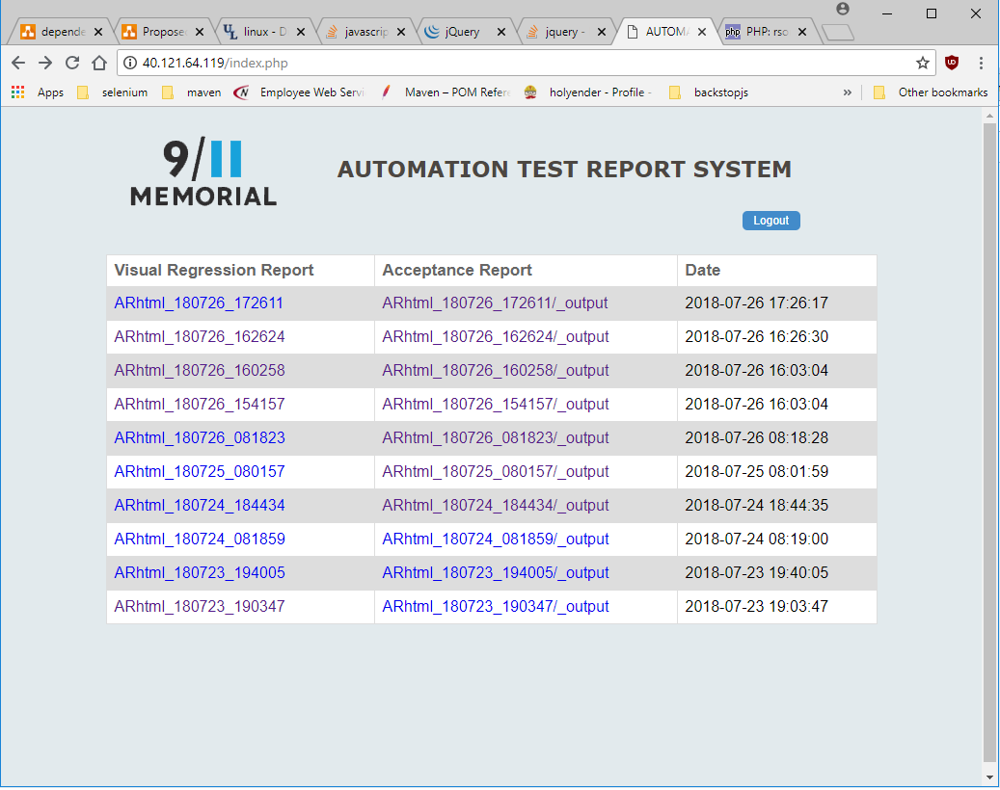 depende Propose linux - D javascrip jQuery jquery - AUTOMA PHP: rso
40.121.64.119/index.php
Apps selenium maven Employee Web Servi Maven – POM Refere holyender - Profile - backstopjs » Other bookmarks
9/11
MEMORIAL
AUTOMATION TEST REPORT SYSTEM
Logout
Visual Regression Report Acceptance Report Date
ARhtml_180726_172611 ARhtml_180726_172611/_output 2018-07-26 17:26:17
ARhtml_180726_162624 ARhtml_180726_162624/_output 2018-07-26 16:26:30
ARhtml_180726_160258 ARhtml_180726_160258/_output 2018-07-26 16:03:04
ARhtml_180726_154157 ARhtml_180726_154157/_output 2018-07-26 16:03:04
ARhtml_180726_081823 ARhtml_180726_081823/_output 2018-07-26 08:18:28
ARhtml_180725_080157 ARhtml_180725_080157/_output 2018-07-25 08:01:59
ARhtml_180724_184434 ARhtml_180724_184434/_output 2018-07-24 18:44:35
ARhtml_180724_081859 ARhtml_180724_081859/_output 2018-07-24 08:19:00
ARhtml_180723_194005 ARhtml_180723_194005/_output 2018-07-23 19:40:05
ARhtml_180723_190347 ARhtml_180723_190347/_output 2018-07-23 19:03:47